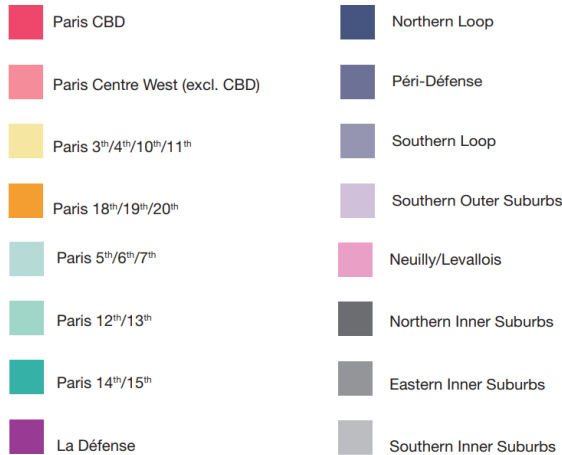 Paris CBD
Paris Centre West (excl. CBD)
Paris 3th/4th/10th/11th
Paris 18th/19th/20th
Paris 5th/6th/7th
Paris 12th/13th
Paris 14th/15th
La Défense
Northern Loop
Péri-Défense
Southern Loop
Southern Outer Suburbs
Neuilly/Levallois
Northern Inner Suburbs
Eastern Inner Suburbs
Southern Inner Suburbs